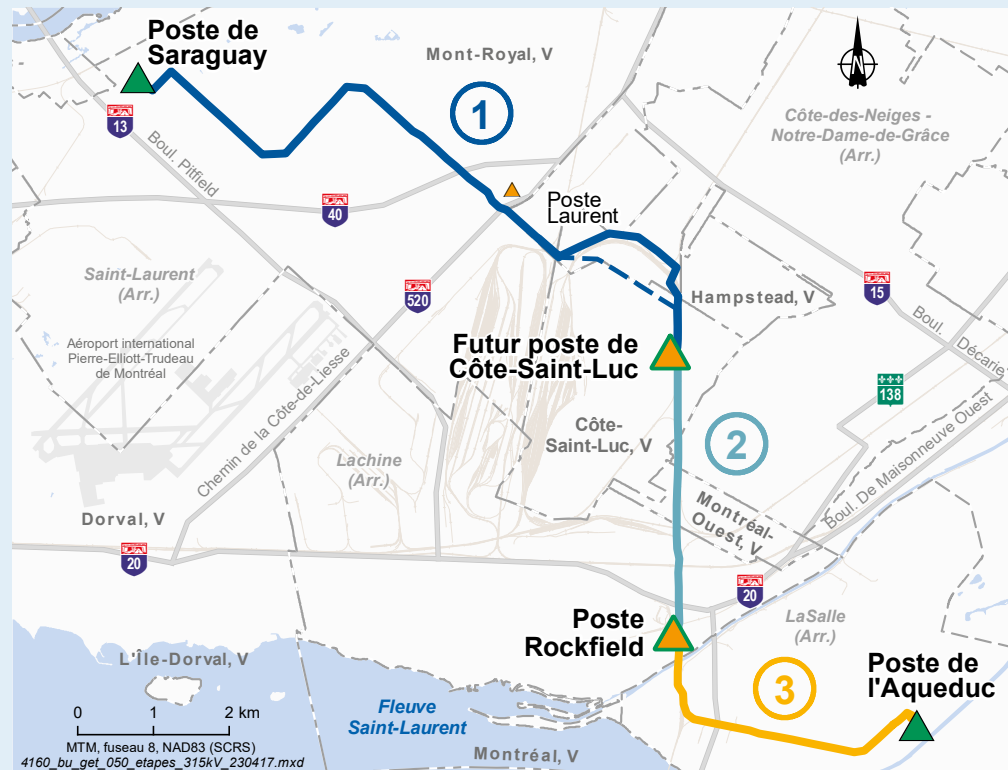 Poste de
Saraguay
Mont-Royal, V
N
1
13
Boul. Pitfield
Côte-des-Neiges -
Notre-Dame-de-Grâce
(Arr.)
40
Poste
Laurent
Saint-Laurent
(Arr.)
520
15
Hampstead, V
Boul. Décarie
Aéroport international
Pierre-Elliott-Trudeau
de Montréal
Futur poste de
Côte-Saint-Luc
138
Chemin de la Côte-de-Liesse
Côte-
Saint-Luc, V
2
Lachine
(Arr.)
Boul. De Maisonneuve Ouest
Dorval, V
Montréal-
Ouest, V
20
20
Poste
Rockfield
LaSalle
(Arr.)
L'Île-Dorval, V
Poste de
l'Aqueduc
3
0 1 2 km
Fleuve
Saint-Laurent
MTM, fuseau 8, NAD83 (SCRS)
Montréal, V
4160_bu_get_050_etapes_315kV_230417.mxd